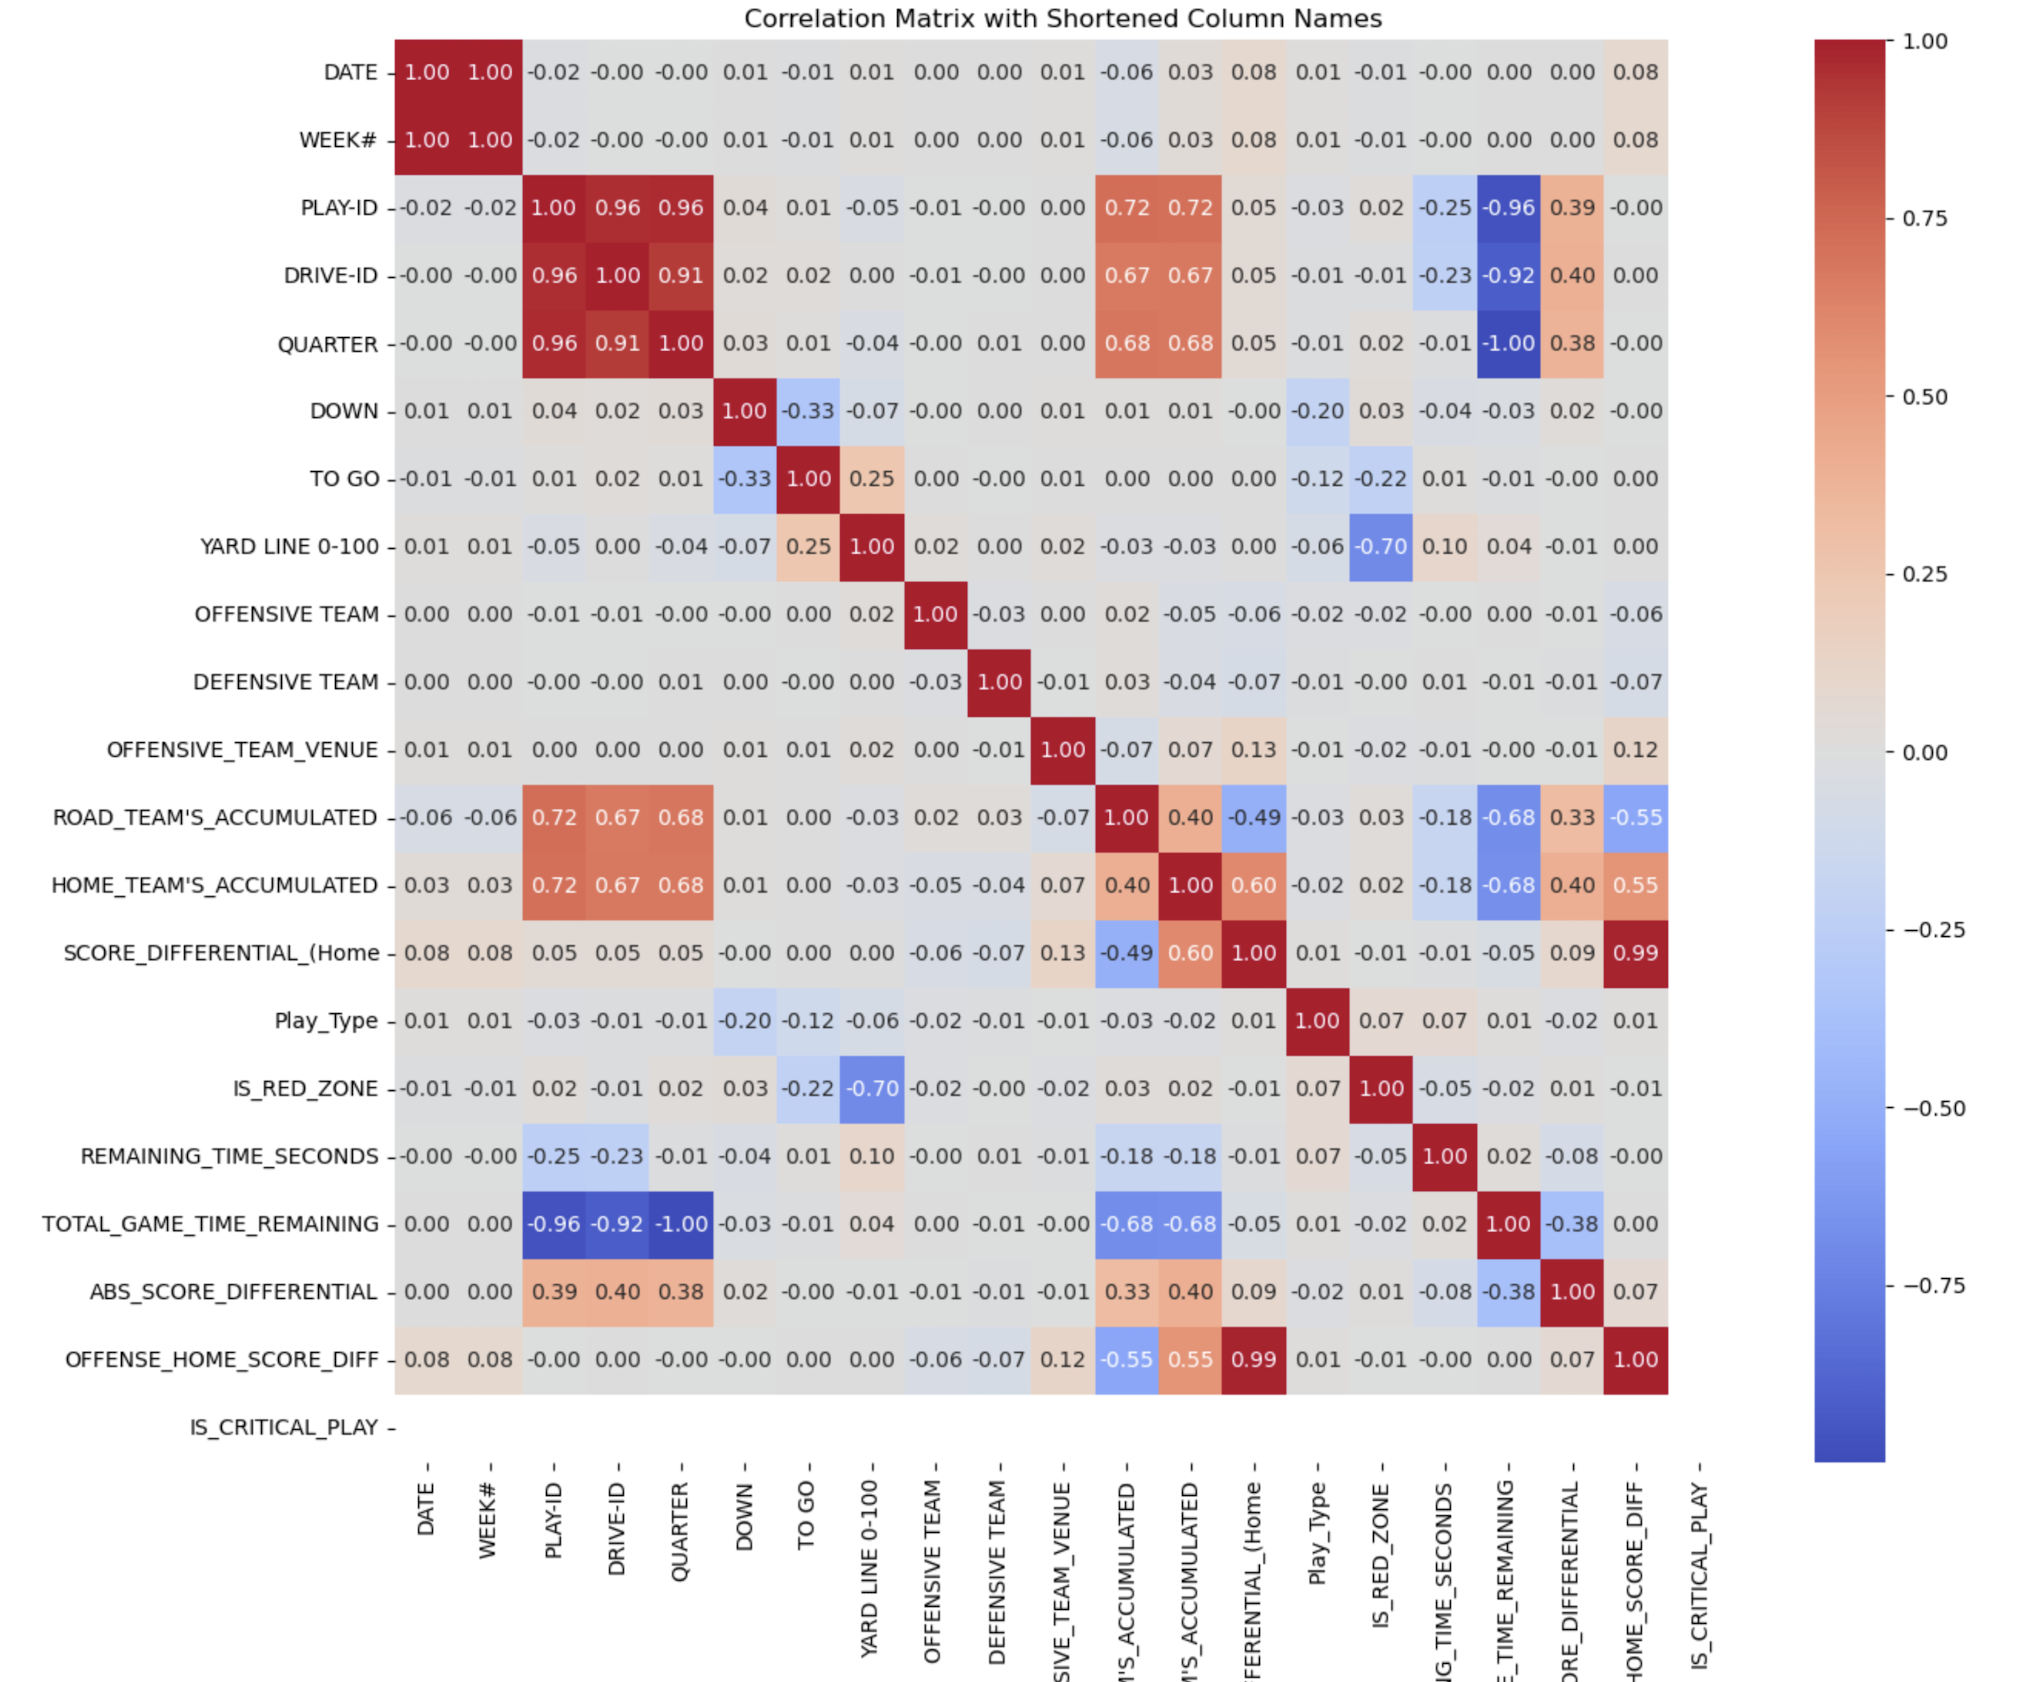 Correlation Matrix with Shortened Column Names
DATE 1.00 1.00 -0.02 -0.00 -0.00 0.01 -0.01 0.01 0.00 0.00 0.01 -0.06 0.03 0.08 0.01 -0.01 -0.00 0.00 0.00 0.08
WEEK# 1.00 1.00 -0.02 -0.00 -0.00 0.01 -0.01 0.01 0.00 0.00 0.01 -0.06 0.03 0.08 0.01 -0.01 -0.00 0.00 0.00 0.08
PLAY-ID -0.02 -0.02 1.00 0.96 0.96 0.04 0.01 -0.05 -0.01 -0.00 0.00 0.72 0.72 0.05 -0.03 0.02 -0.25 -0.96 0.39 -0.00
DRIVE-ID -0.00 -0.00 0.96 1.00 0.91 0.02 0.02 0.00 -0.01 -0.00 0.00 0.67 0.67 0.05 -0.01 -0.01 -0.23 -0.92 0.40 0.00
QUARTER -0.00 -0.00 0.96 0.91 1.00 0.03 0.01 -0.04 -0.00 0.01 0.00 0.68 0.68 0.05 -0.01 0.02 -0.01 -1.00 0.38 -0.00
DOWN 0.01 0.01 0.04 0.02 0.03 1.00 -0.33 -0.07 -0.00 0.00 0.01 0.01 0.01 -0.00 -0.20 0.03 -0.04 -0.03 0.02 -0.00
TO GO -0.01 -0.01 0.01 0.02 0.01 -0.33 1.00 0.25 0.00 -0.00 0.01 0.00 0.00 0.00 -0.12 -0.22 0.01 -0.01 -0.00 0.00
YARD LINE 0-100 0.01 0.01 -0.05 0.00 -0.04 -0.07 0.25 1.00 0.02 0.00 0.02 -0.03 -0.03 0.00 -0.06 -0.70 0.10 0.04 -0.01 0.00
OFFENSIVE TEAM 0.00 0.00 -0.01 -0.01 -0.00 -0.00 0.00 0.02 1.00 -0.03 0.00 0.02 -0.05 -0.06 -0.02 -0.02 -0.00 0.00 -0.01 -0.06
DEFENSIVE TEAM 0.00 0.00 -0.00 -0.00 0.01 0.00 -0.00 0.00 -0.03 1.00 -0.01 0.03 -0.04 -0.07 -0.01 -0.00 0.01 -0.01 -0.01 -0.07
OFFENSIVE_TEAM_VENUE 0.01 0.01 0.00 0.00 0.00 0.01 0.01 0.02 0.00 -0.01 1.00 -0.07 0.07 0.13 -0.01 -0.02 -0.01 -0.00 -0.01 0.12
ROAD_TEAM'S_ACCUMULATED -0.06 -0.06 0.72 0.67 0.68 0.01 0.00 -0.03 0.02 0.03 -0.07 1.00 0.40 -0.49 -0.03 0.03 -0.18 -0.68 0.33 -0.55
HOME_TEAM'S_ACCUMULATED 0.03 0.03 0.72 0.67 0.68 0.01 0.00 -0.03 -0.05 -0.04 0.07 0.40 1.00 0.60 -0.02 0.02 -0.18 -0.68 0.40 0.55
SCORE_DIFFERENTIAL_(Home 0.08 0.08 0.05 0.05 0.05 -0.00 0.00 0.00 -0.06 -0.07 0.13 -0.49 0.60 1.00 0.01 -0.01 -0.01 -0.05 0.09 0.99
Play_Type 0.01 0.01 -0.03 -0.01 -0.01 -0.20 -0.12 -0.06 -0.02 -0.01 -0.01 -0.03 -0.02 0.01 1.00 0.07 0.07 0.01 -0.02 0.01
IS_RED_ZONE -0.01 -0.01 0.02 -0.01 0.02 0.03 -0.22 -0.70 -0.02 -0.00 -0.02 0.03 0.02 -0.01 0.07 1.00 -0.05 -0.02 0.01 -0.01
REMAINING_TIME_SECONDS -0.00 -0.00 -0.25 -0.23 -0.01 -0.04 0.01 0.10 -0.00 0.01 -0.01 -0.18 -0.18 -0.01 0.07 -0.05 1.00 0.02 -0.08 -0.00
TOTAL_GAME_TIME_REMAINING 0.00 0.00 -0.96 -0.92 -1.00 -0.03 -0.01 0.04 0.00 -0.01 -0.00 -0.68 -0.68 -0.05 0.01 -0.02 0.02 1.00 -0.38 0.00
ABS_SCORE_DIFFERENTIAL 0.00 0.00 0.39 0.40 0.38 0.02 -0.00 -0.01 -0.01 -0.01 -0.01 0.33 0.40 0.09 -0.02 0.01 -0.08 -0.38 1.00 0.07
OFFENSE_HOME_SCORE_DIFF 0.08 0.08 -0.00 0.00 -0.00 -0.00 0.00 0.00 -0.06 -0.07 0.12 -0.55 0.55 0.99 0.01 -0.01 -0.00 0.00 0.07 1.00
IS_CRITICAL_PLAY
DATE
WEEK#
PLAY-ID
DRIVE-ID
QUARTER
DOWN
TO GO
YARD LINE 0-100
OFFENSIVE TEAM
DEFENSIVE TEAM
SIVE_TEAM_VENUE
M'S_ACCUMULATED
M'S_ACCUMULATED
FFERENTIAL_(Home
Play_Type
IS_RED_ZONE
NG_TIME_SECONDS
E_TIME_REMAINING
ORE_DIFFERENTIAL
HOME_SCORE_DIFF
IS_CRITICAL_PLAY
1.00
0.75
0.50
0.25
0.00
−0.25
−0.50
−0.75